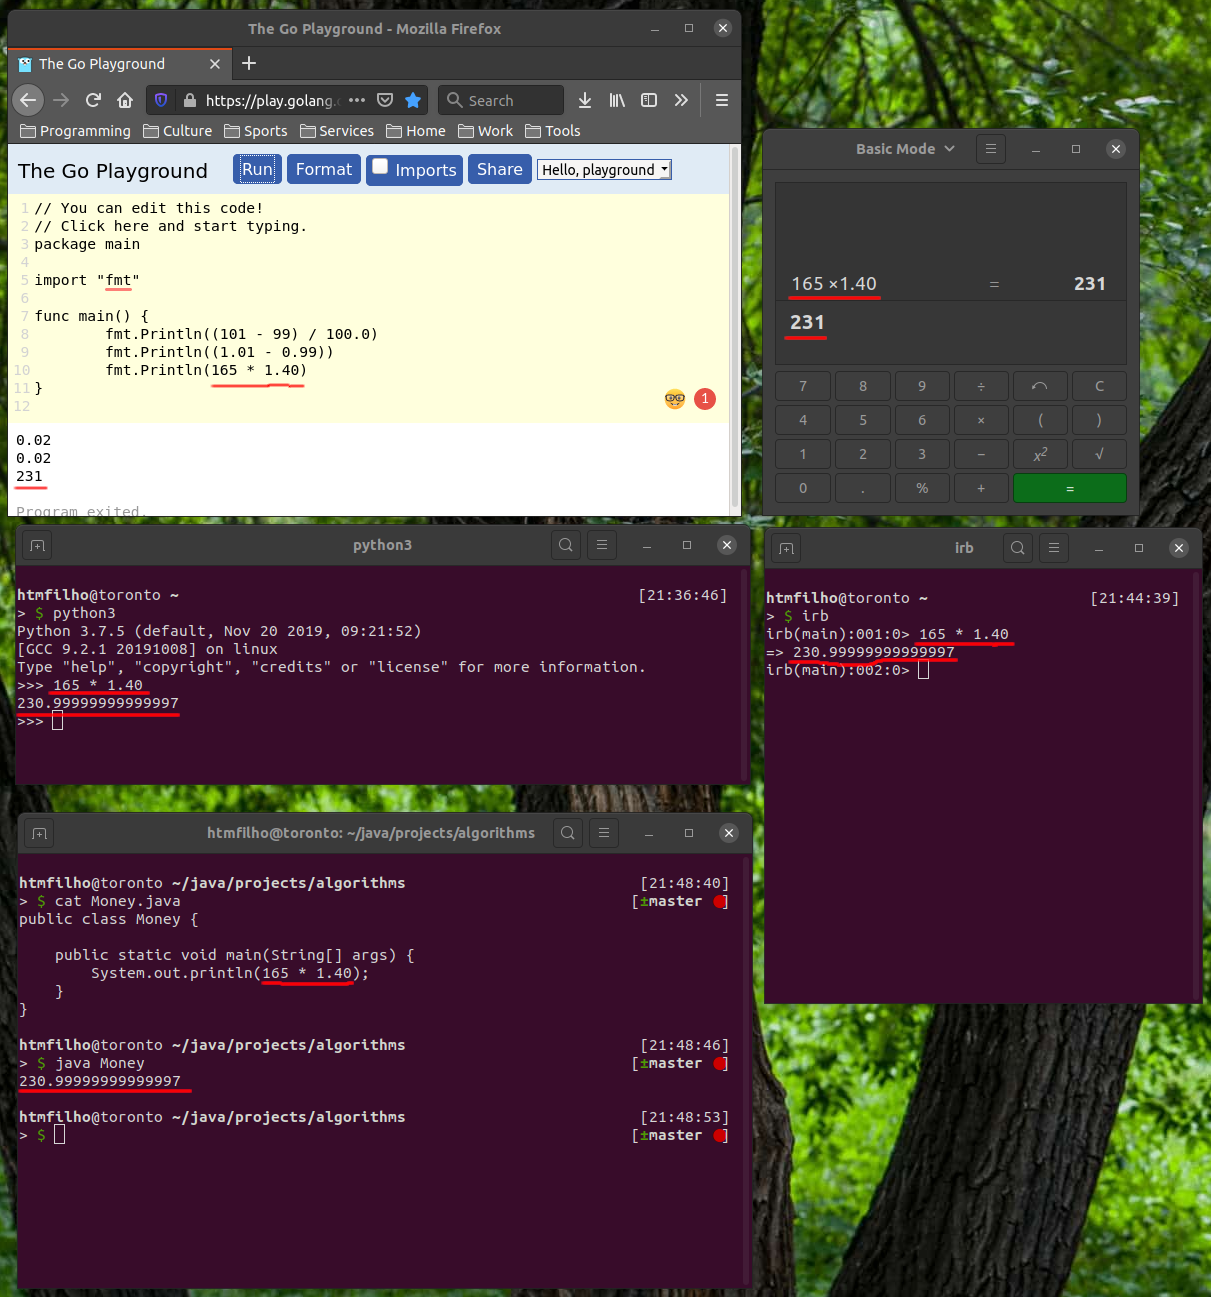 The Go Playground - Mozilla Firefox
The Go Playground
https://play.golang.
Search
Programming Culture Sports Services Home Work Tools
The Go Playground Run Format Imports Share Hello, playground
1 // You can edit this code!
2 // Click here and start typing.
3 package main
4
5 import "fmt"
6
7 func main() {
8 fmt.Println((101 - 99) / 100.0)
9 fmt.Println((1.01 - 0.99))
10 fmt.Println(165 * 1.40)
11 }
12
1
0.02
0.02
231
Program exited.
Basic Mode
165 ×1.40 = 231
231
7 8 9 ÷ C
4 5 6 × ( )
1 2 3 − x² √
0 . % + =
python3
htmfilho@toronto ~ [21:36:46]
> $ python3
Python 3.7.5 (default, Nov 20 2019, 09:21:52)
[GCC 9.2.1 20191008] on linux
Type "help", "copyright", "credits" or "license" for more information.
>>> 165 * 1.40
230.99999999999997
>>>
irb
htmfilho@toronto ~ [21:44:39]
> $ irb
irb(main):001:0> 165 * 1.40
=> 230.99999999999997
irb(main):002:0>
htmfilho@toronto: ~/java/projects/algorithms
htmfilho@toronto ~/java/projects/algorithms [21:48:40]
> $ cat Money.java [±master ]
public class Money {
public static void main(String[] args) {
System.out.println(165 * 1.40);
}
}
htmfilho@toronto ~/java/projects/algorithms [21:48:46]
> $ java Money [±master ]
230.99999999999997
htmfilho@toronto ~/java/projects/algorithms [21:48:53]
> $ [±master ]